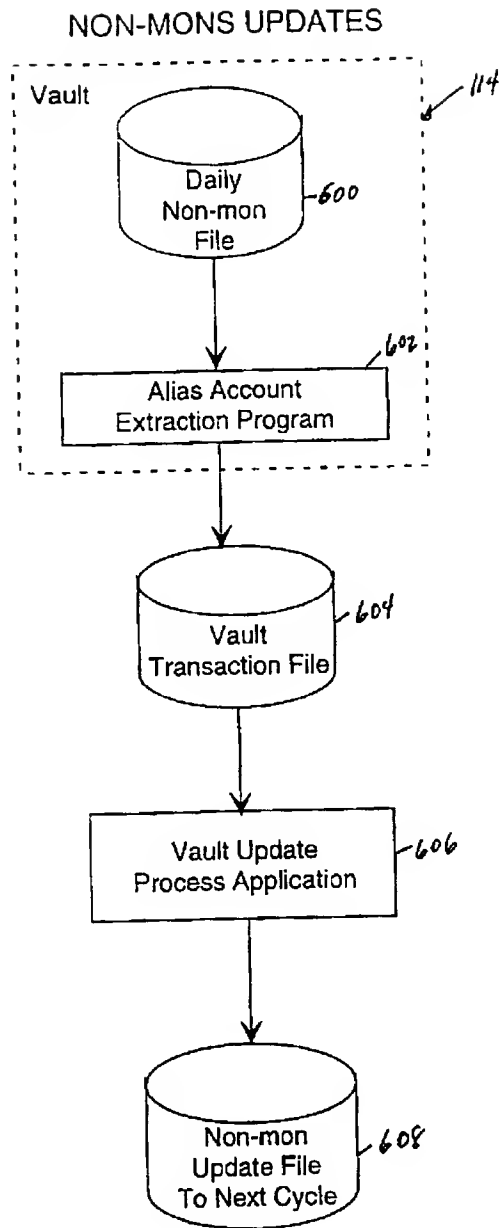 NON-MONS UPDATES
114
Vault
Daily
Non-mon
File
600
602
Alias Account
Extraction Program
604
Vault
Transaction File
606
Vault Update
Process Application
608
Non-mon
Update File
To Next Cycle